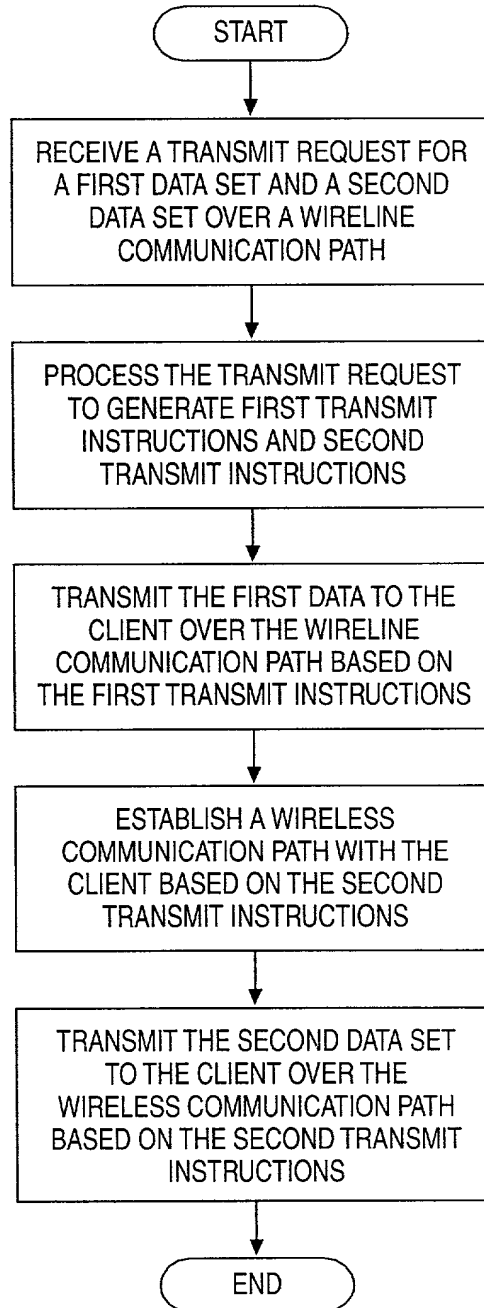 START
RECEIVE A TRANSMIT REQUEST FOR
A FIRST DATA SET AND A SECOND
DATA SET OVER A WIRELINE
COMMUNICATION PATH
PROCESS THE TRANSMIT REQUEST
TO GENERATE FIRST TRANSMIT
INSTRUCTIONS AND SECOND
TRANSMIT INSTRUCTIONS
TRANSMIT THE FIRST DATA TO THE
CLIENT OVER THE WIRELINE
COMMUNICATION PATH BASED ON
THE FIRST TRANSMIT INSTRUCTIONS
ESTABLISH A WIRELESS
COMMUNICATION PATH WITH THE
CLIENT BASED ON THE SECOND
TRANSMIT INSTRUCTIONS
TRANSMIT THE SECOND DATA SET
TO THE CLIENT OVER THE
WIRELESS COMMUNICATION PATH
BASED ON THE SECOND TRANSMIT
INSTRUCTIONS
END